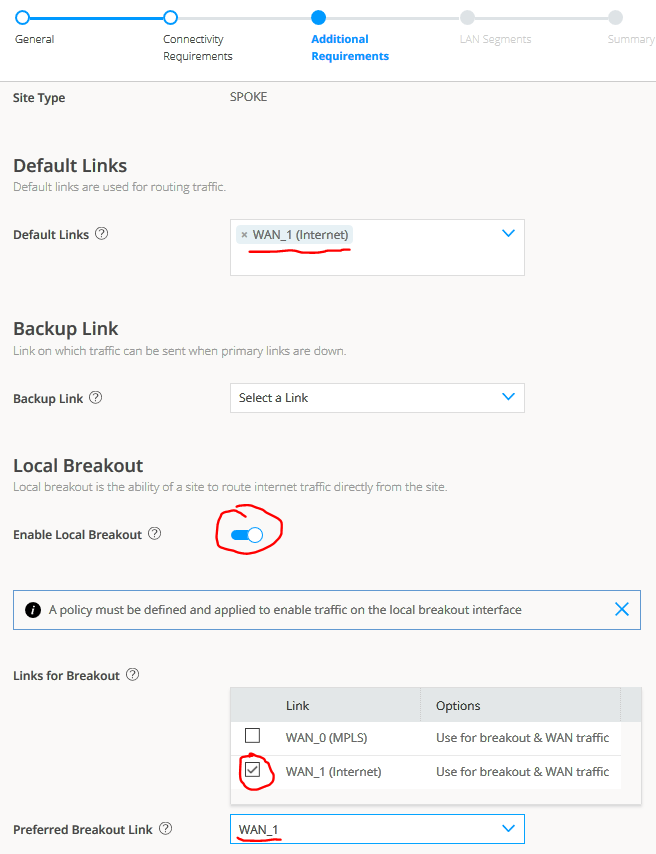 General
Connectivity Requirements
Additional Requirements
LAN Segments
Summary
Site Type SPOKE
Default Links
Default links are used for routing traffic.
Default Links ? × WAN_1 (Internet)
Backup Link
Link on which traffic can be sent when primary links are down.
Backup Link ? Select a Link
Local Breakout
Local breakout is the ability of a site to route internet traffic directly from the site.
Enable Local Breakout ?
i A policy must be defined and applied to enable traffic on the local breakout interface
Links for Breakout ?
Link Options
WAN_0 (MPLS) Use for breakout & WAN traffic
WAN_1 (Internet) Use for breakout & WAN traffic
Preferred Breakout Link ? WAN_1